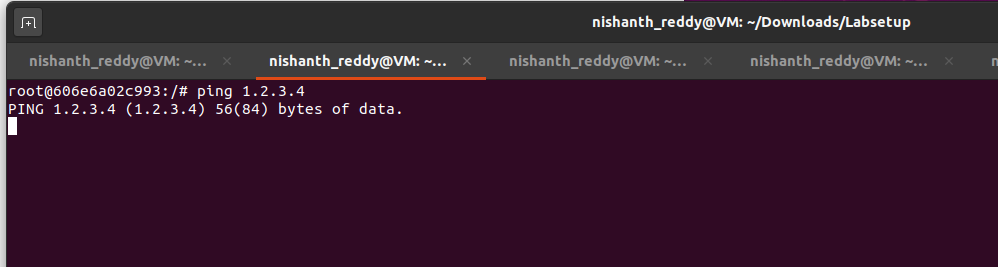 nishanth_reddy@VM: ~/Downloads/Labsetup
nishanth_reddy@VM: ~... × nishanth_reddy@VM: ~... × nishanth_reddy@VM: ~... × nishanth_reddy@VM: ~... × n
root@606e6a02c993:/# ping 1.2.3.4
PING 1.2.3.4 (1.2.3.4) 56(84) bytes of data.